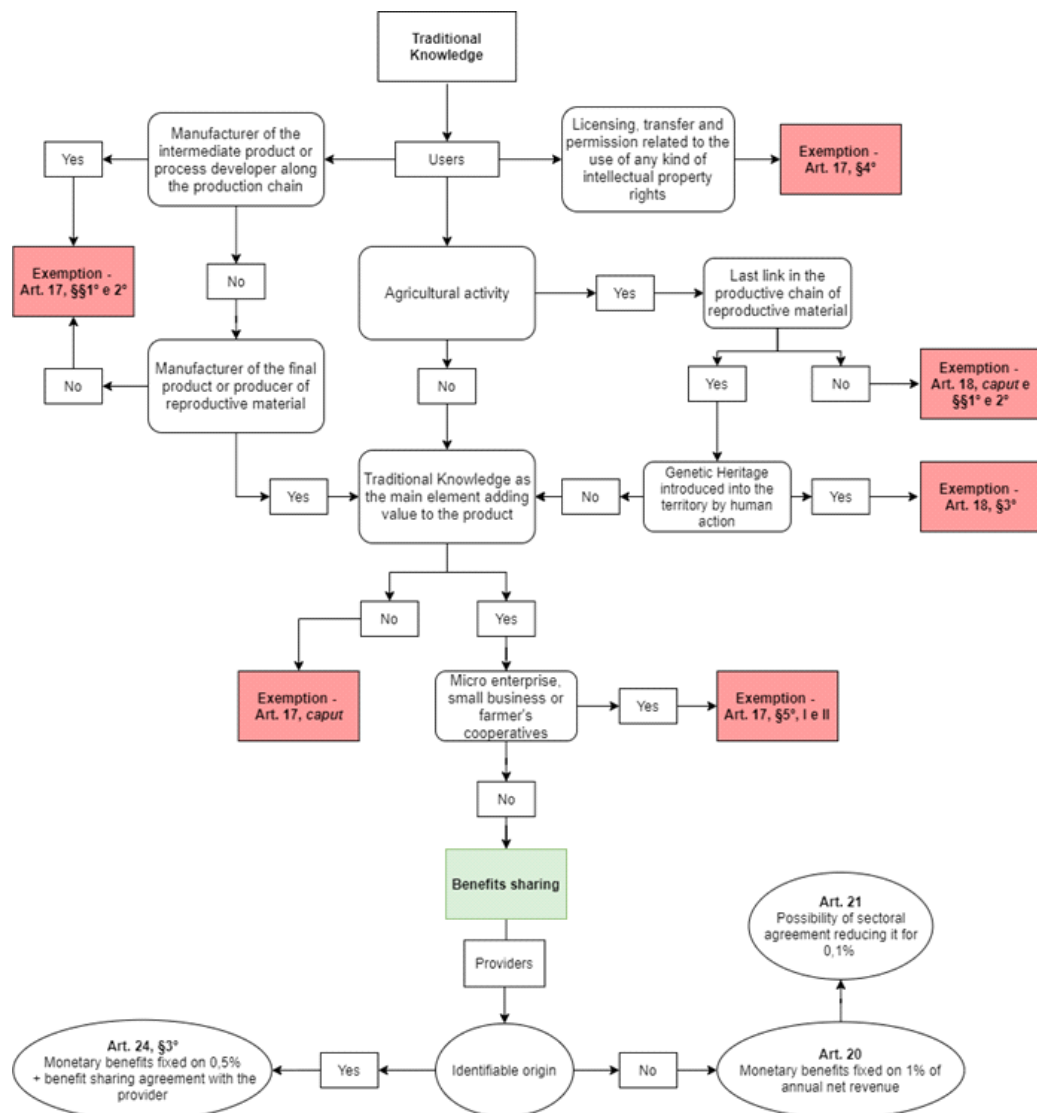 Traditional
Knowledge
Manufacturer of the
intermediate product or
process developer along
the production chain
Yes
Users
Licensing, transfer and
permission related to the
use of any kind of
intellectual property
rights
Exemption -
Art. 17, §4º
Exemption -
Art. 17, §§1º e 2º
No
Agricultural activity
Yes
Last link in the
productive chain of
reproductive material
No
Manufacturer of the final
product or producer of
reproductive material
No
Yes
No
Exemption -
Art. 18, caput e
§§1º e 2º
Yes
Traditional Knowledge as
the main element adding
value to the product
No
Genetic Heritage
introduced into the
territory by human
action
Yes
Exemption -
Art. 18, §3º
No
Yes
Exemption -
Art. 17, caput
Micro enterprise,
small business or
farmer's
cooperatives
Yes
Exemption -
Art. 17, §5º, I e II
No
Benefits sharing
Art. 21
Possibility of sectoral
agreement reducing it for
0,1%
Providers
Art. 24, §3º
Monetary benefits fixed on 0,5%
+ benefit sharing agreement with the
provider
Yes
Identifiable origin
No
Art. 20
Monetary benefits fixed on 1% of
annual net revenue